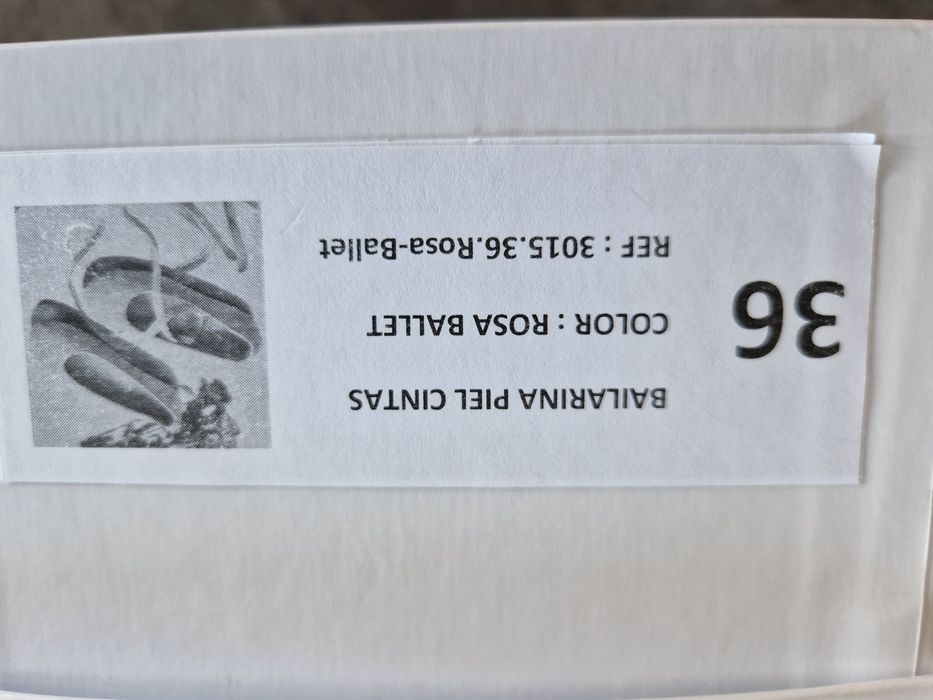 36
BAILARINA PIEL CINTAS
COLOR : ROSA BALLET
REF : 3015.36.Rosa-Ballet